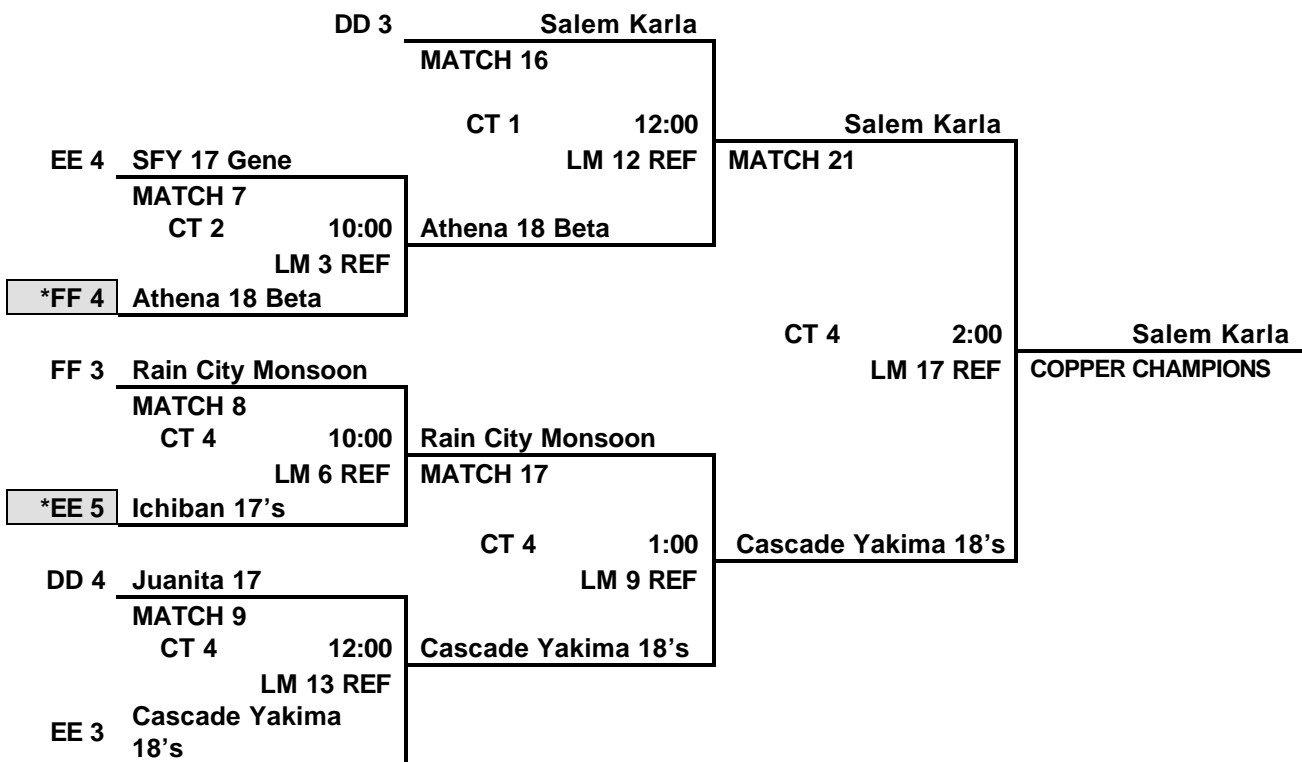 DD 3 Salem Karla
MATCH 16
CT 1 12:00 Salem Karla
EE 4 SFY 17 Gene LM 12 REF MATCH 21
MATCH 7
CT 2 10:00 Athena 18 Beta
LM 3 REF
*FF 4 Athena 18 Beta
CT 4 2:00 Salem Karla
FF 3 Rain City Monsoon LM 17 REF COPPER CHAMPIONS
MATCH 8
CT 4 10:00 Rain City Monsoon
LM 6 REF MATCH 17
*EE 5 Ichiban 17’s
CT 4 1:00 Cascade Yakima 18’s
DD 4 Juanita 17 LM 9 REF
MATCH 9
CT 4 12:00 Cascade Yakima 18’s
LM 13 REF
EE 3 Cascade Yakima
18’s